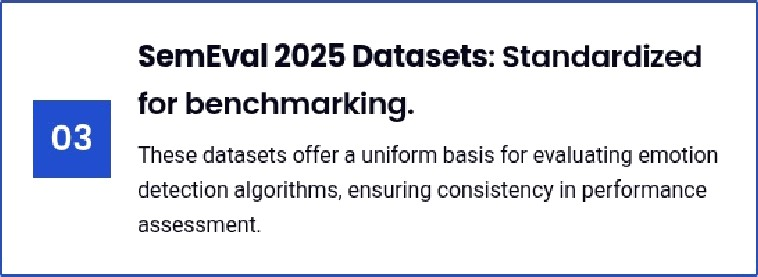 SemEval 2025 Datasets: Standardized
for benchmarking.
03
These datasets offer a uniform basis for evaluating emotion
detection algorithms, ensuring consistency in performance
assessment.